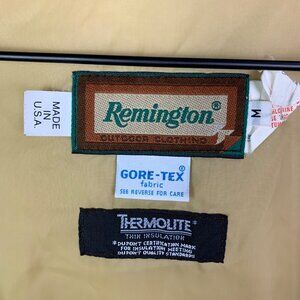 MADE
IN
U.S.A.
Remington®
OUTDOOR CLOTHING
M
GORE-TEX®
fabric
SEE REVERSE FOR CARE
THERMOLITE*
THIN INSULATION
*DUPONT CERTIFICATION MARK
FOR INSULATION MEETING
DUPONT QUALITY STANDARDS